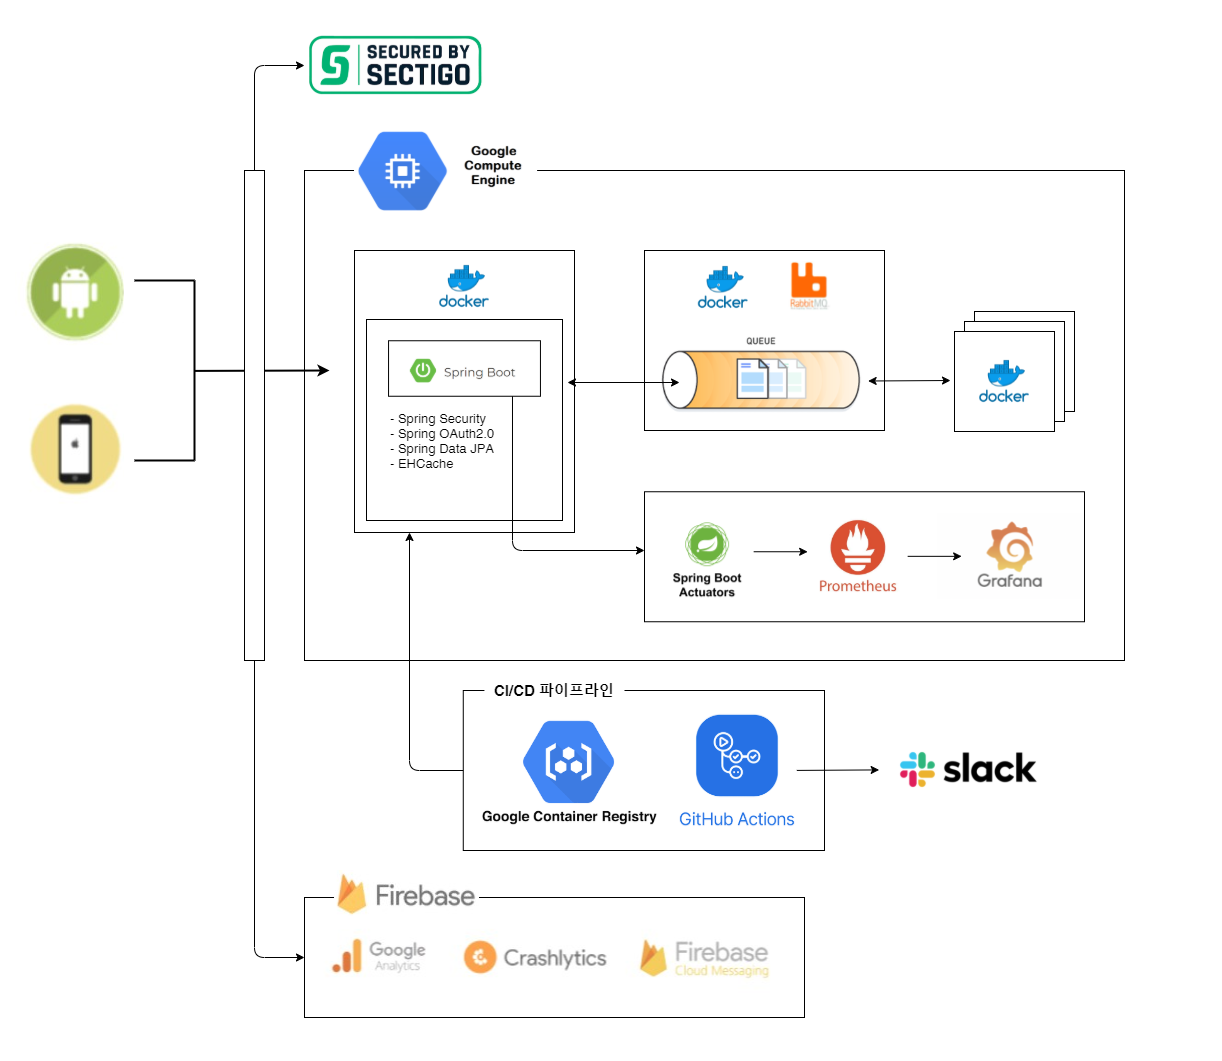 SECURED BY
SECTIGO
Google
Compute
Engine
docker
Spring Boot
- Spring Security
- Spring OAuth2.0
- Spring Data JPA
- EHCache
docker
RabbitMQ
QUEUE
docker
Spring Boot
Actuators
Prometheus
Grafana
CI/CD 파이프라인
Google Container Registry
GitHub Actions
slack
Firebase
Google
Analytics
Crashlytics
Firebase
Cloud Messaging